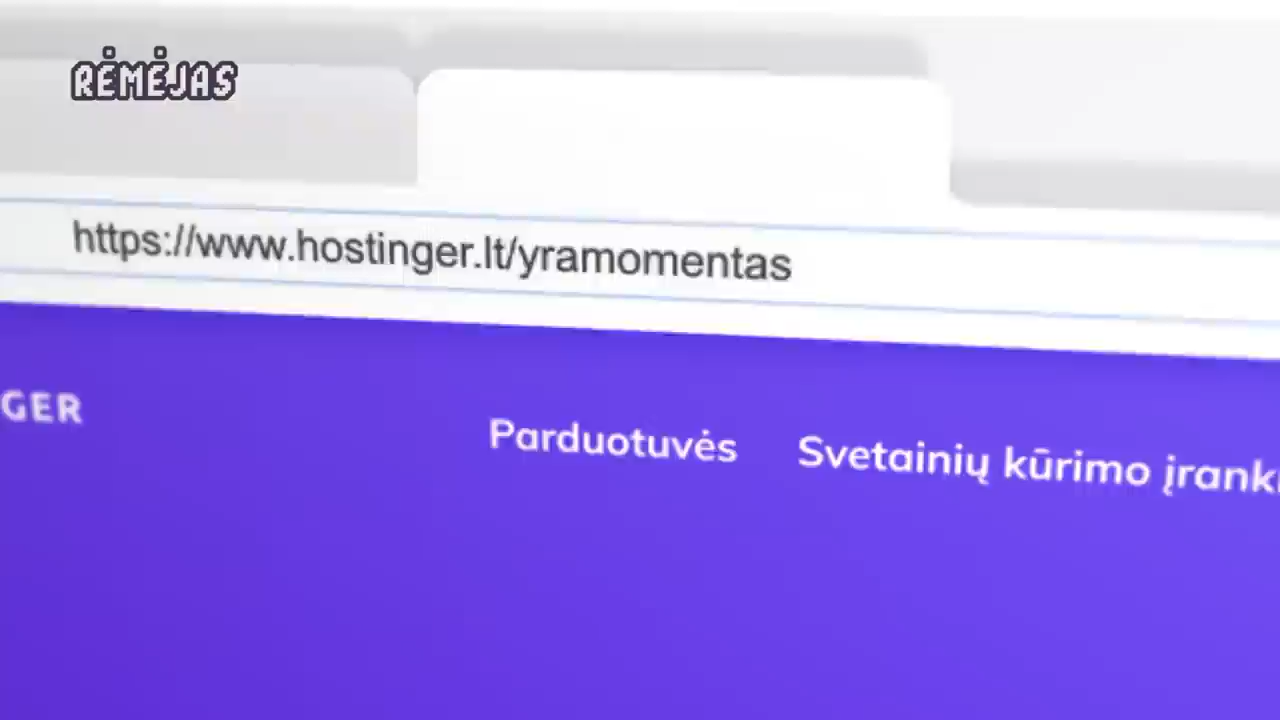 RĖMĖJAS
https://www.hostinger.lt/yramomentas
GER
Parduotuvės Svetainių kūrimo įranki